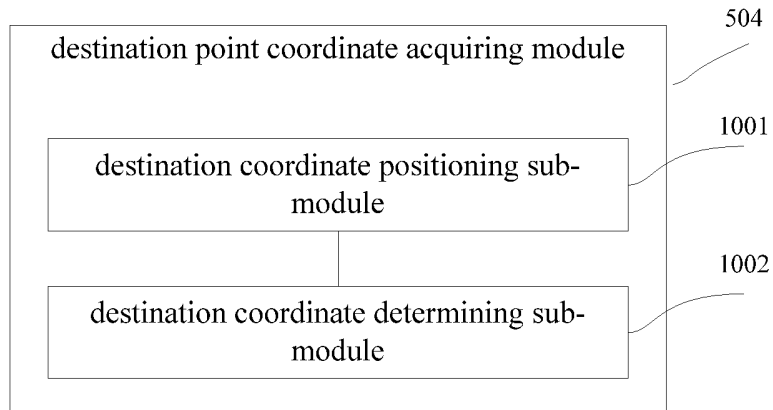 504
destination point coordinate acquiring module
1001
destination coordinate positioning sub-
module
1002
destination coordinate determining sub-
module